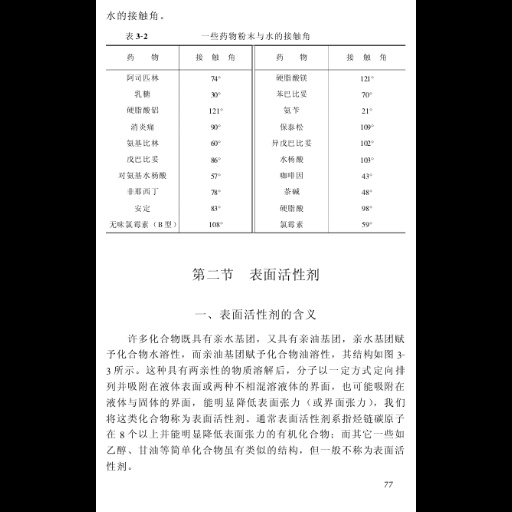 水的接触角。
表 3-2 一些药物粉末与水的接触角
药 物 接 触 角 药 物 接 触 角
阿司匹林 74° 硬脂酸镁 121°
乳糖 30° 苯巴比妥 70°
硬脂酸铝 121° 氨苄 21°
消炎痛 90° 保泰松 109°
氨基比林 60° 异戊巴比妥 102°
戊巴比妥 86° 水杨酸 103°
对氨基水杨酸 57° 咖啡因 43°
非那西丁 78° 茶碱 48°
安定 83° 硬脂酸 98°
无味氯霉素(B型) 108° 氯霉素 59°
第二节 表面活性剂
一、表面活性剂的含义
许多化合物既具有亲水基团,又具有亲油基团,亲水基团赋
予化合物水溶性,而亲油基团赋予化合物油溶性,其结构如图 3-
3 所示。这种具有两亲性的物质溶解后,分子以一定方式定向排
列并吸附在液体表面或两种不相混溶液体的界面,也可能吸附在
液体与固体的界面,能明显降低表面张力(或界面张力),我们
将这类化合物称为表面活性剂。通常表面活性剂系指烃链碳原子
在 8 个以上并能明显降低表面张力的有机化合物;而其它一些如
乙醇、甘油等简单化合物虽有类似的结构,但一般不称为表面活
性剂。
77